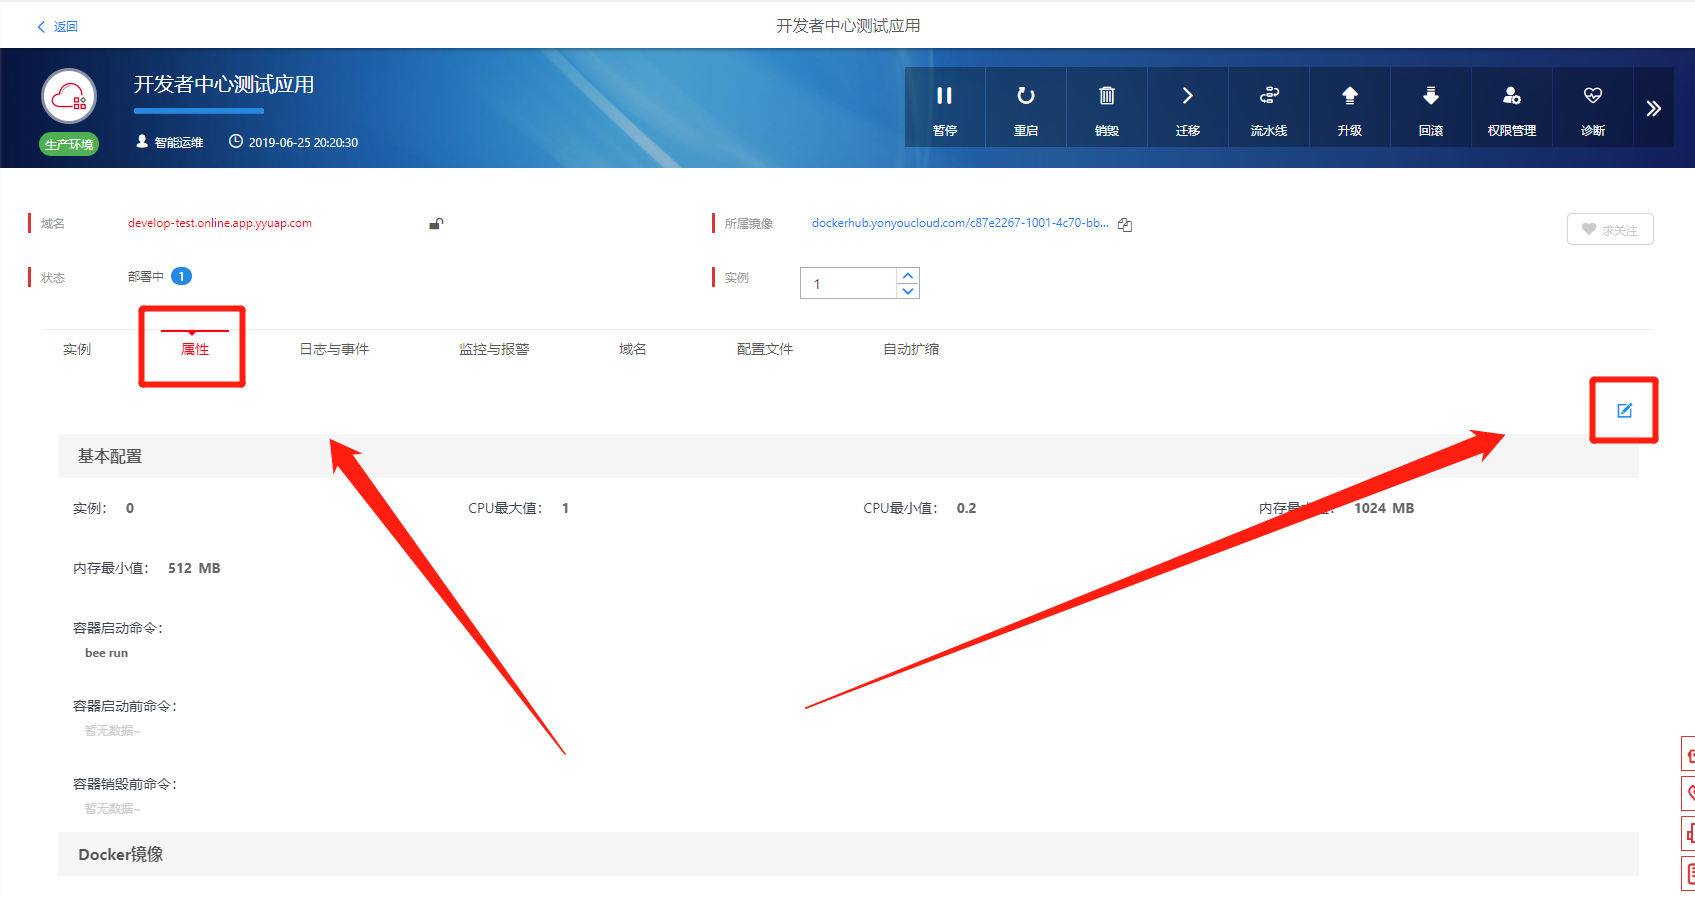 返回
开发者中心测试应用
开发者中心测试应用
生产环境
智能运维 2019-06-25 20:20:30
暂停 重启 销毁 迁移 流水线 升级 回滚 权限管理 诊断
域名 develop-test.online.app.yyuap.com
所属镜像 dockerhub.yonyoucloud.com/c87e2267-1001-4c70-bb...
求关注
状态 部署中 1
实例 1
实例 属性 日志与事件 监控与报警 域名 配置文件 自动扩缩
基本配置
实例： 0 CPU最大值： 1 CPU最小值： 0.2 内存最 1024 MB
内存最小值： 512 MB
容器启动命令：
bee run
容器启动前命令：
暂无数据~
容器销毁前命令：
暂无数据~
Docker镜像